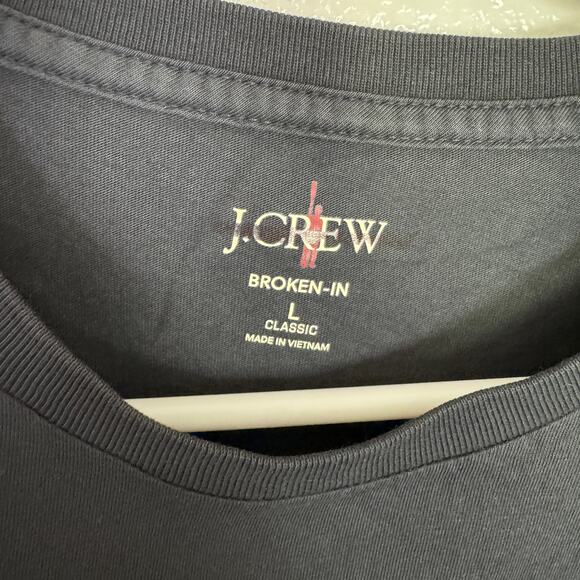 J.CREW
BROKEN-IN
L
CLASSIC
MADE IN VIETNAM